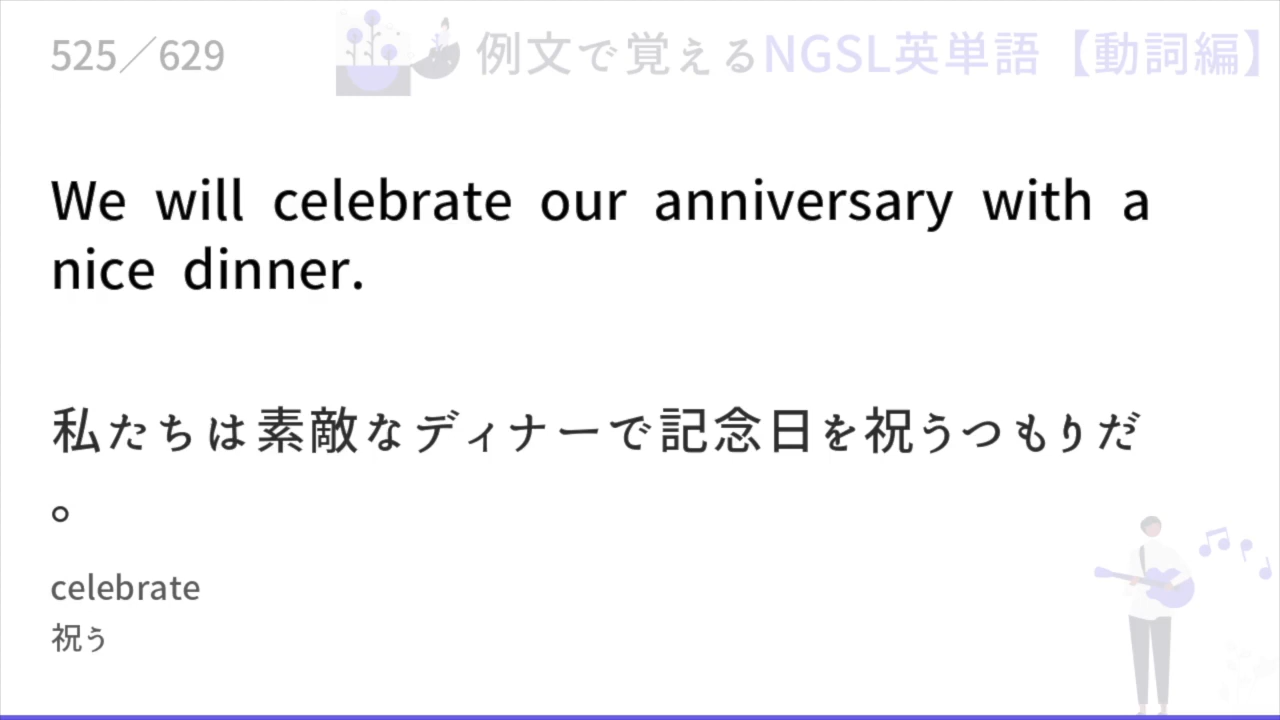 525／629
例文で覚えるNGSL英単語【動詞編】
We will celebrate our anniversary with a
nice dinner.
私たちは素敵なディナーで記念日を祝うつもりだ
。
celebrate
祝う